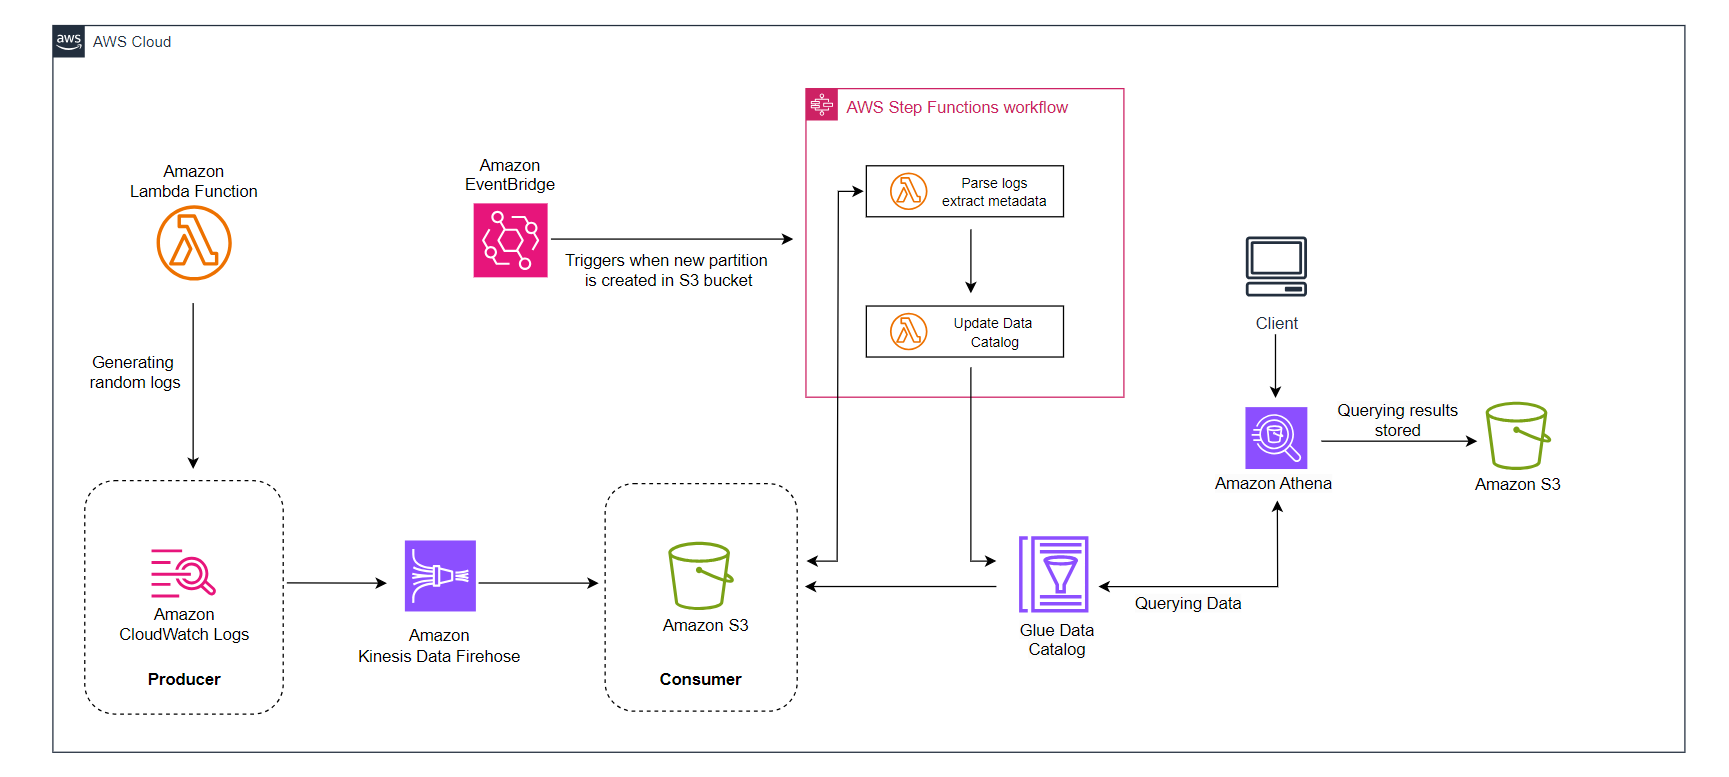 aws
AWS Cloud
AWS Step Functions workflow
Amazon
Lambda Function
Amazon
EventBridge
Parse logs
extract metadata
Triggers when new partition
is created in S3 bucket
Update Data
Catalog
Client
Generating
random logs
Querying results
stored
Amazon Athena
Amazon S3
Amazon
CloudWatch Logs
Producer
Amazon
Kinesis Data Firehose
Amazon S3
Consumer
Glue Data
Catalog
Querying Data